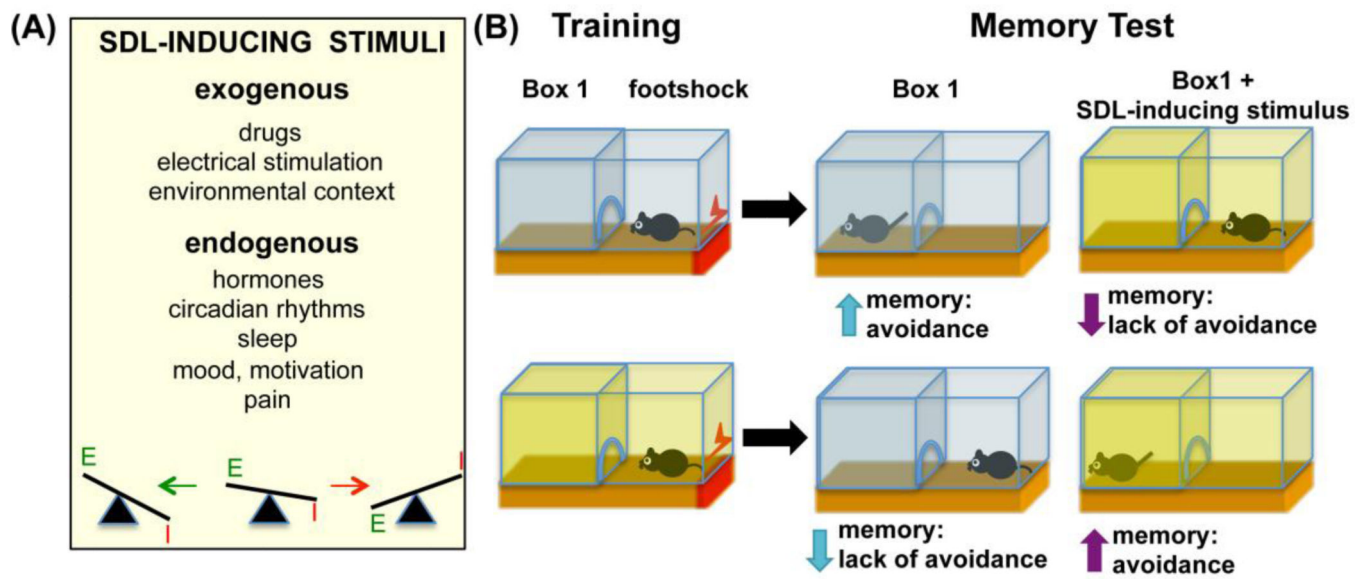 (A)
SDL-INDUCING STIMULI
exogenous
drugs
electrical stimulation
environmental context
endogenous
hormones
circadian rhythms
sleep
mood, motivation
pain
E
I
E
I
E
I
(B)
Training
Memory Test
Box 1
footshock
Box 1
Box1 +
SDL-inducing stimulus
memory:
avoidance
memory:
lack of avoidance
memory:
lack of avoidance
memory:
avoidance